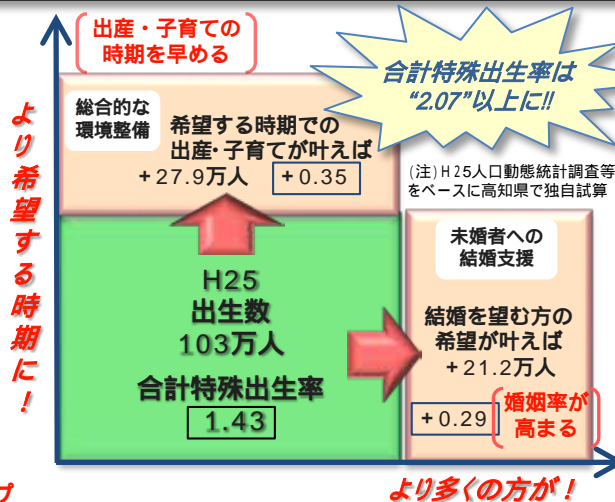 出産・子育ての
時期を早める
合計特殊出生率は
“2.07”以上に!!
より希望する時期に！
総合的な
環境整備
希望する時期での
出産・子育てが叶えば
+27.9万人
+0.35
(注)H25人口動態統計調査等
をベースに高知県で独自試算
H25
出生数
103万人
合計特殊出生率
1.43
未婚者への
結婚支援
結婚を望む方の
希望が叶えば
+21.2万人
+0.29
婚姻率が
高まる
プ
より多くの方が！